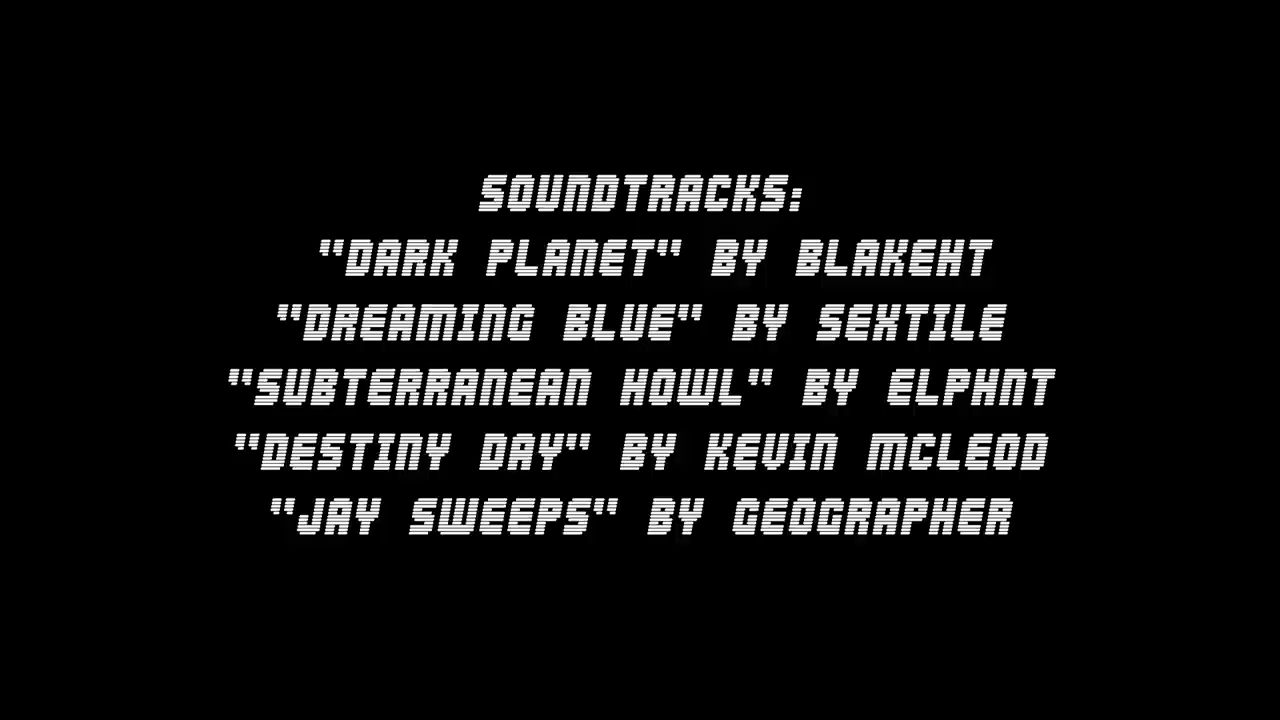 SOUNDTRACKS:
"DARK PLANET" BY BLAKEHT
"DREAMING BLUE" BY SEXTILE
"SUBTERRANEAN HOWL" BY ELPHNT
"DESTINY DAY" BY KEVIN MCLEOD
"JAY SWEEPS" BY GEOGRAPHER